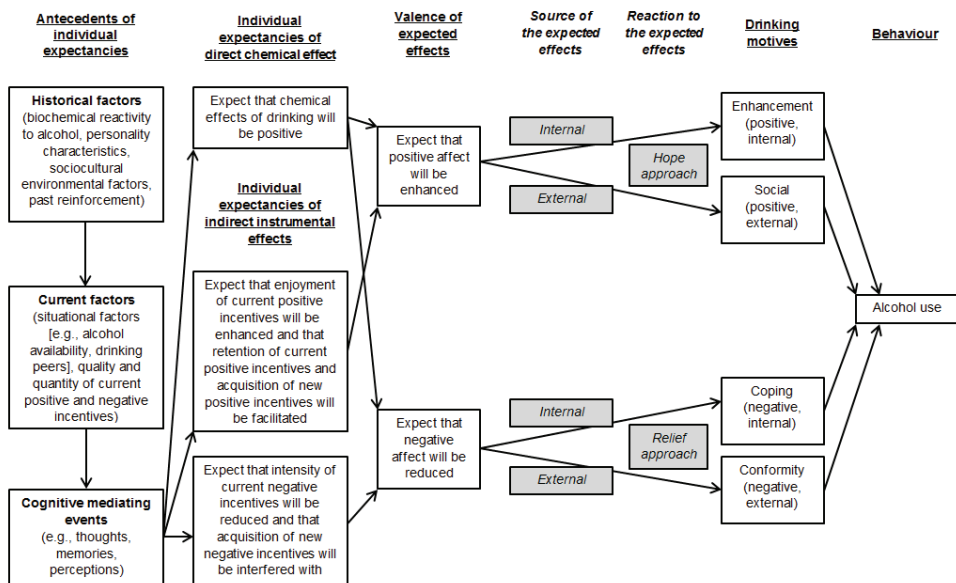 Antecedents of
individual
expectancies
Individual
expectancies of
direct chemical effect
Valence of
expected
effects
Source of
the expected
effects
Reaction to
the expected
effects
Drinking
motives
Behaviour
Historical factors
(biochemical reactivity
to alcohol, personality
characteristics,
sociocultural
environmental factors,
past reinforcement)
Current factors
(situational factors
[e.g., alcohol
availability, drinking
peers], quality and
quantity of current
positive and negative
incentives)
Cognitive mediating
events
(e.g., thoughts,
memories,
perceptions)
Expect that chemical
effects of drinking will
be positive
Individual
expectancies of
indirect instrumental
effects
Expect that enjoyment
of current positive
incentives will be
enhanced and that
retention of current
positive incentives and
acquisition of new
positive incentives will
be facilitated
Expect that intensity of
current negative
incentives will be
reduced and that
acquisition of new
negative incentives will
be interfered with
Expect that
positive affect
will be
enhanced
Expect that
negative
affect will be
reduced
Internal
External
Hope
approach
Internal
External
Relief
approach
Enhancement
(positive,
internal)
Social
(positive,
external)
Coping
(negative,
internal)
Conformity
(negative,
external)
Alcohol use